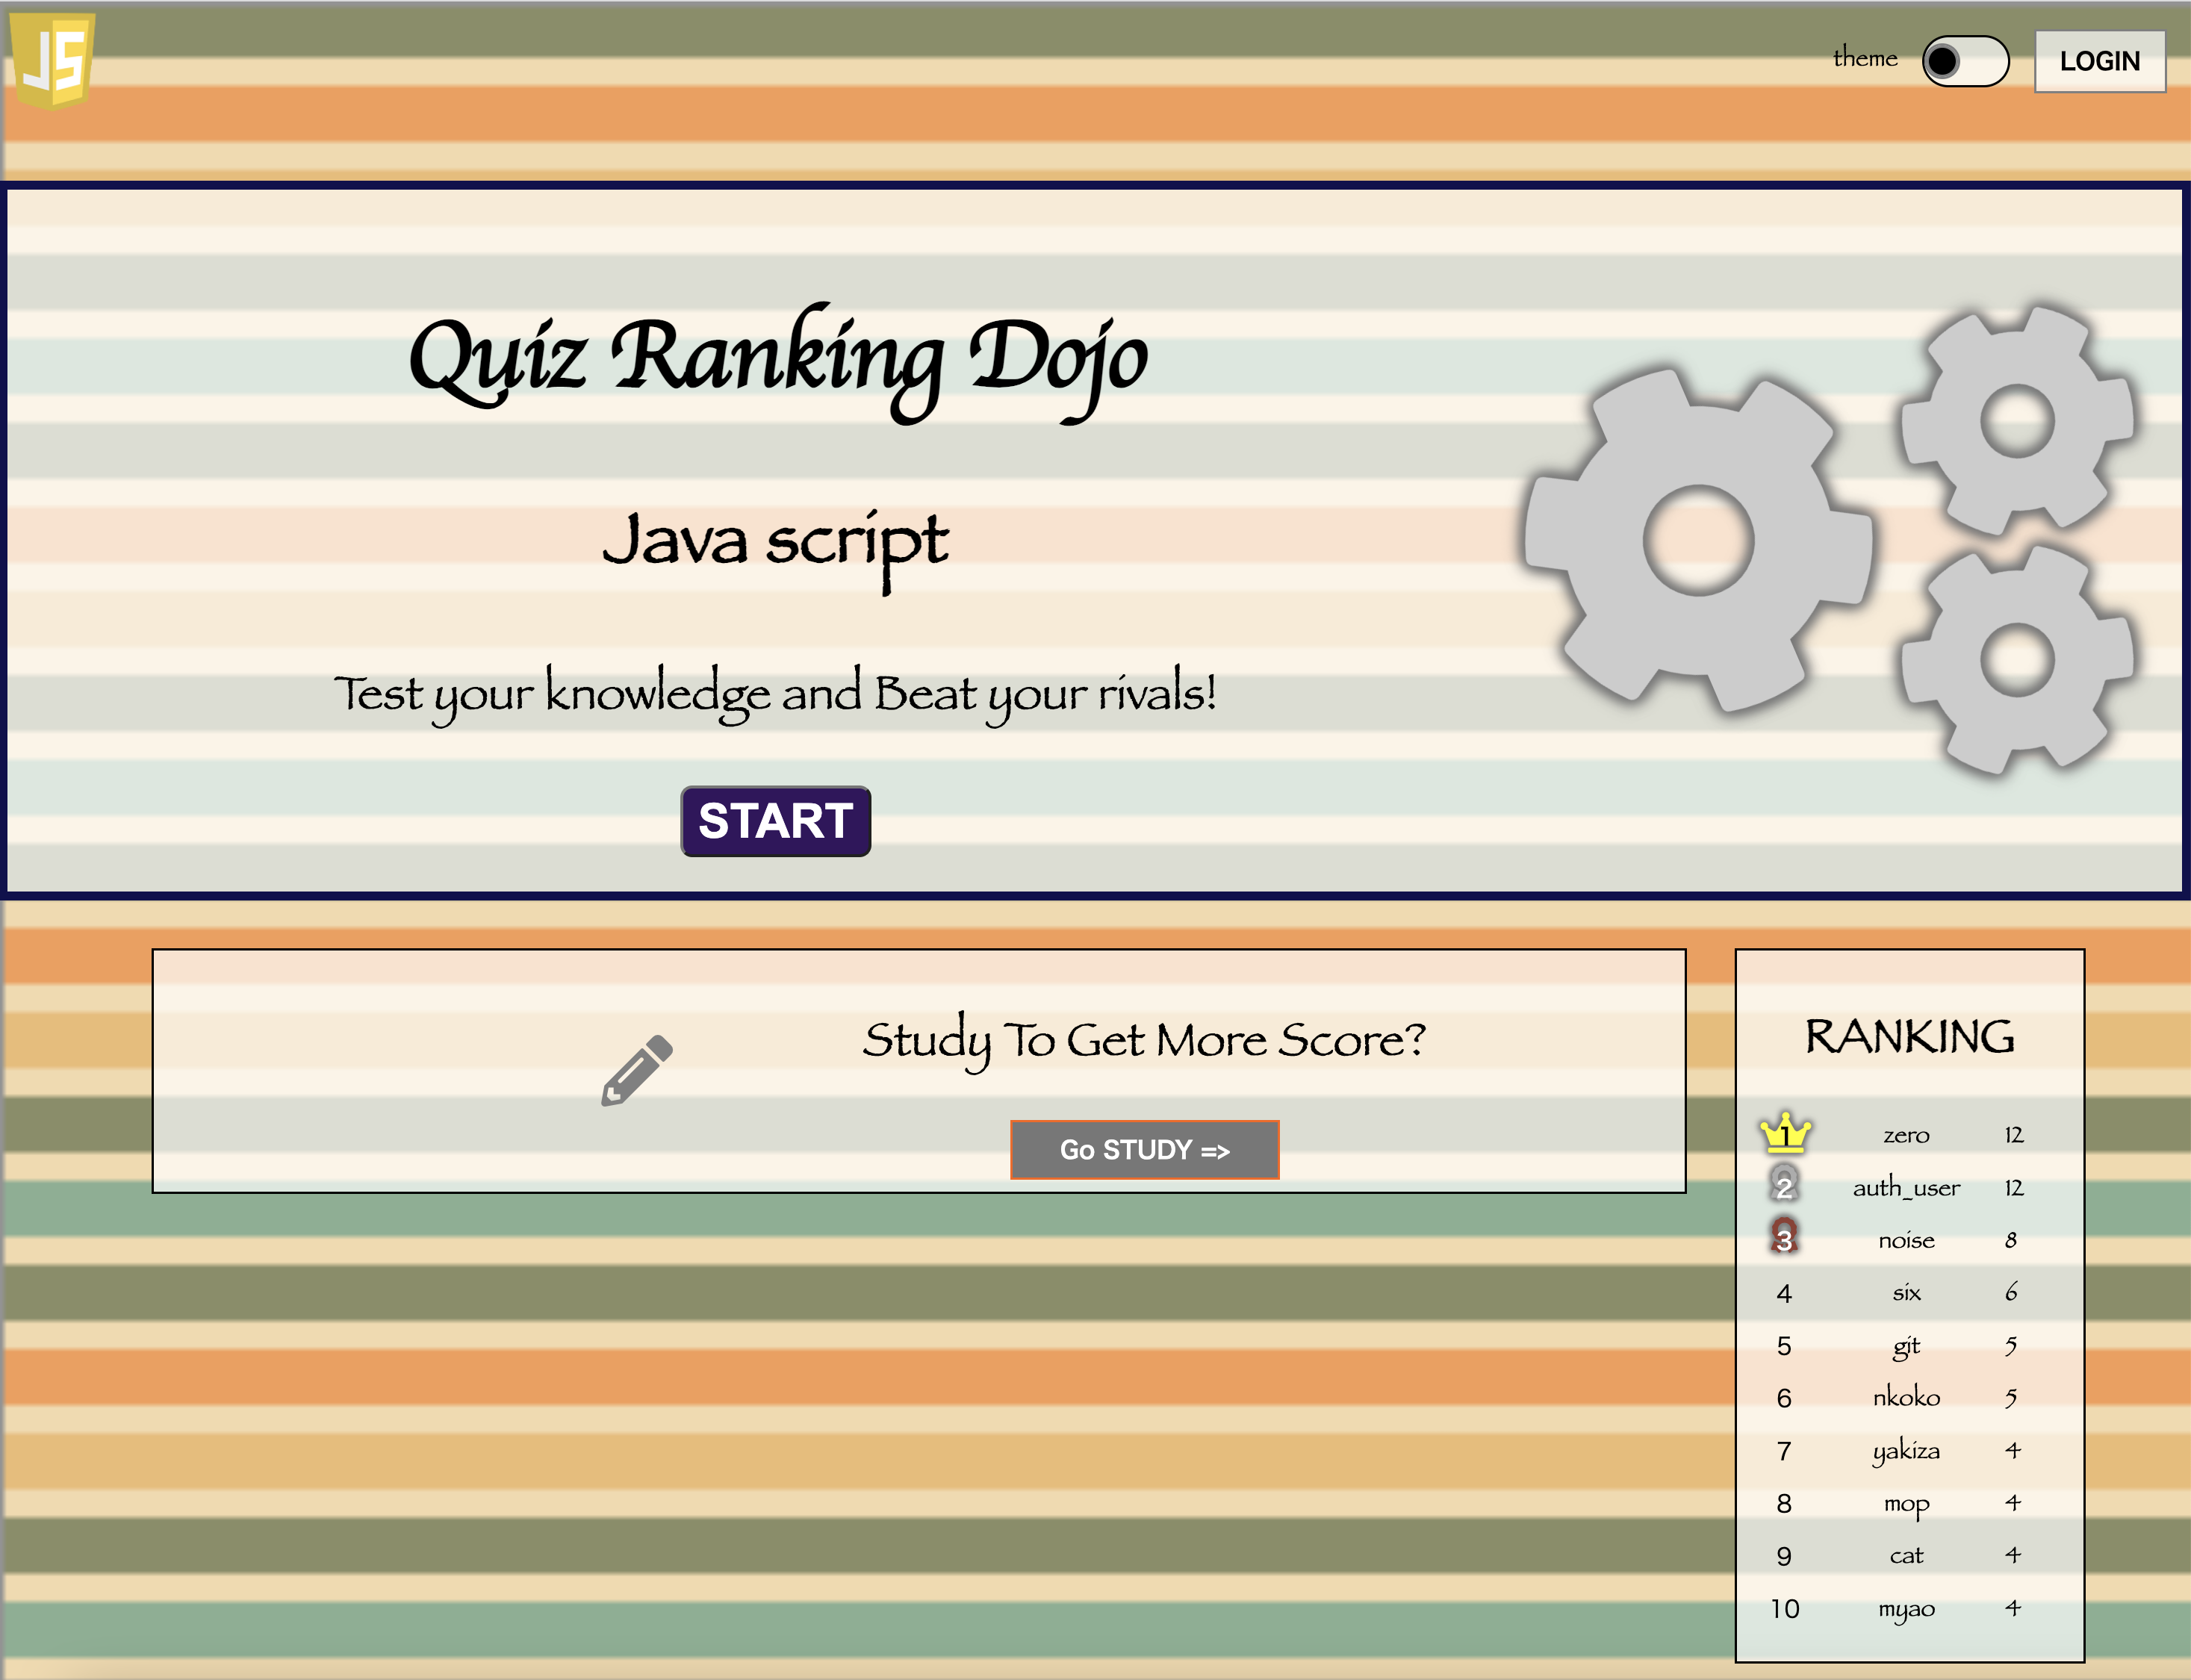 JS
theme
LOGIN
Quiz Ranking Dojo
Java script
Test your knowledge and Beat your rivals!
START
Study To Get More Score?
Go STUDY =>
RANKING
1 zero 12
2 auth_user 12
3 noise 8
4 six 6
5 git 5
6 nkoko 5
7 yakiza 4
8 mop 4
9 cat 4
10 myao 4